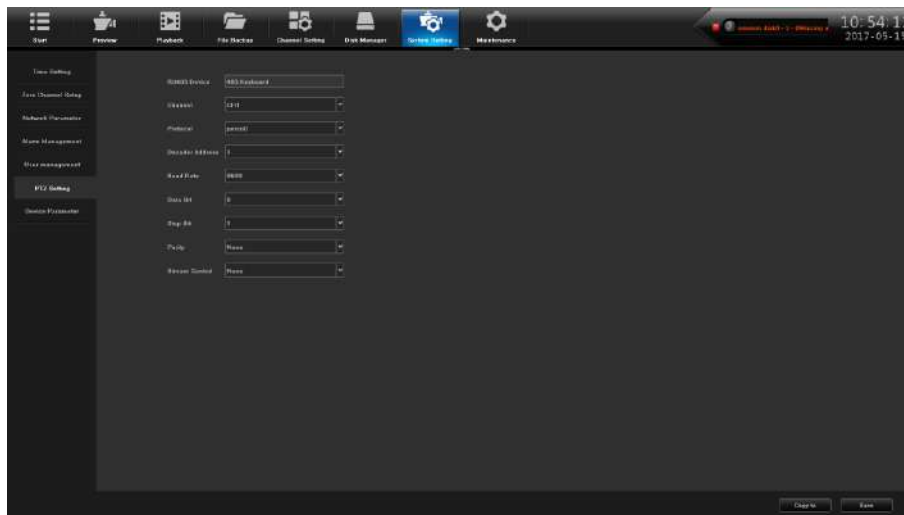 Start
Preview
Playback
File Backup
Channel Setting
Disk Manager
System Setting
Maintenance
10:54:1
2017-05-15
Time Setting
Zero Channel Setup
Network Parameter
Alarm Management
User management
PTZ Setting
Device Parameter
RS485 Device
485 Keyboard
Channel
CH1
Protocol
Decoder Address
1
Baud Rate
9600
Data Bit
8
Stop Bit
1
Parity
None
Stream Control
None
Copy to
Save